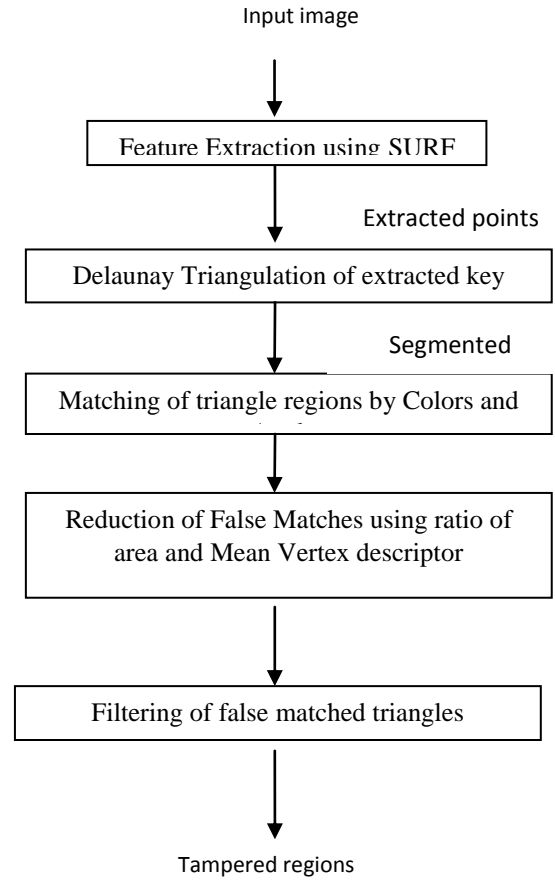 Input image
Feature Extraction using SURF
Extracted points
Delaunay Triangulation of extracted key
Segmented
Matching of triangle regions by Colors and
Reduction of False Matches using ratio of
area and Mean Vertex descriptor
Filtering of false matched triangles
Tampered regions